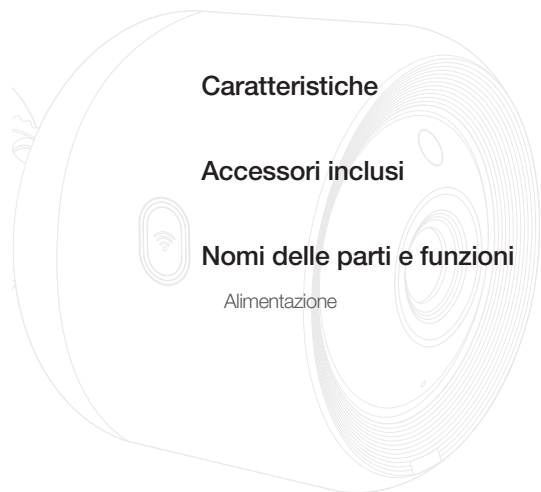 Caratteristiche
Accessori inclusi
Nomi delle parti e funzioni
Alimentazione